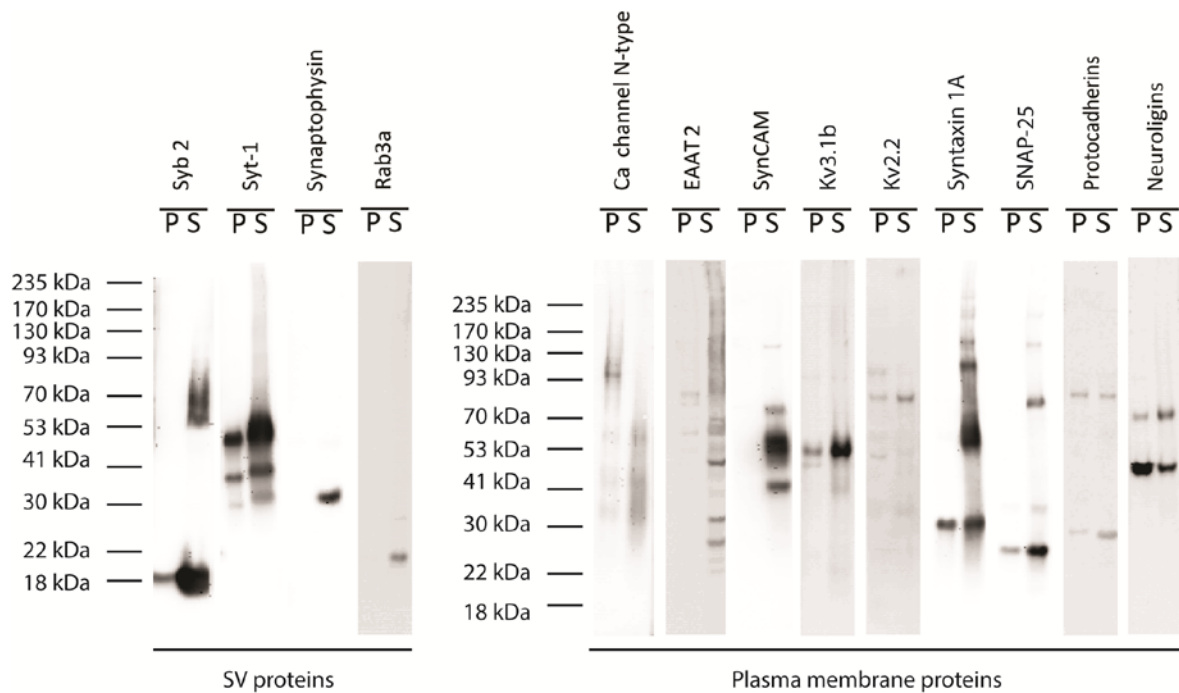 Syb 2
Syt-1
Synaptophysin
Rab3a
P S
P S
P S
P S
235 kDa
170 kDa
130 kDa
93 kDa
70 kDa
53 kDa
41 kDa
30 kDa
22 kDa
18 kDa
SV proteins
Ca channel N-type
EAAT2
SynCAM
Kv3.1b
Kv2.2
Syntaxin 1A
SNAP-25
Protocadherins
Neuroligins
P S
P S
P S
P S
P S
P S
P S
P S
P S
235 kDa
170 kDa
130 kDa
93 kDa
70 kDa
53 kDa
41 kDa
30 kDa
22 kDa
18 kDa
Plasma membrane proteins